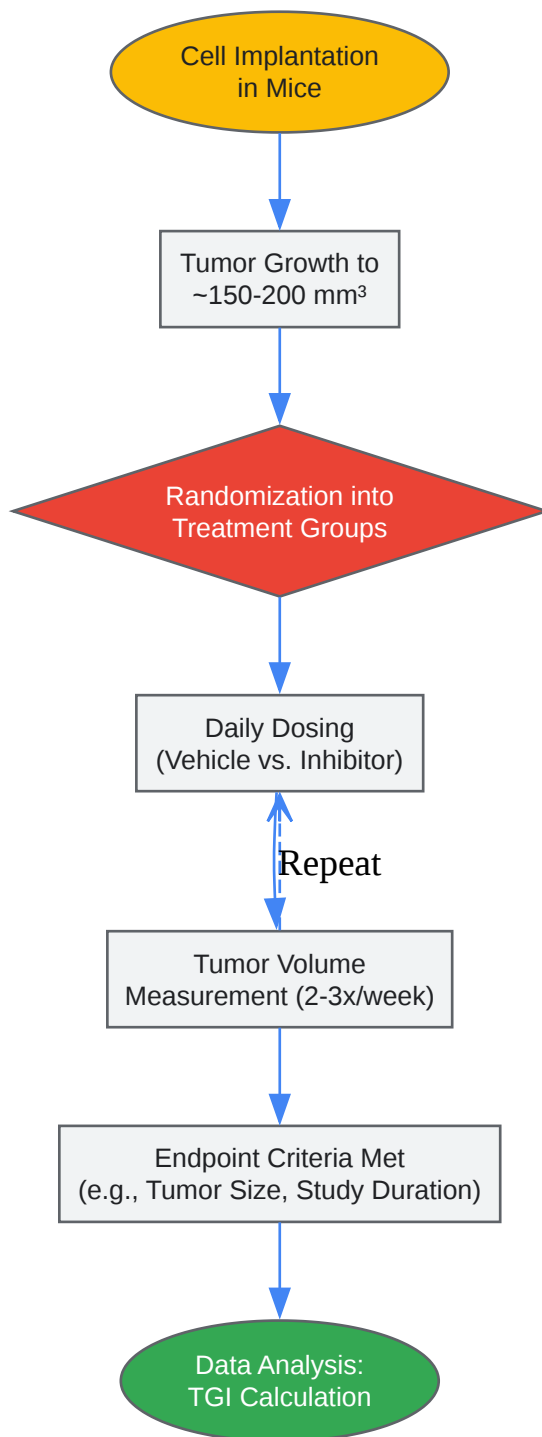 Cell Implantation
in Mice
Tumor Growth to
~150-200 mm³
Randomization into
Treatment Groups
Daily Dosing
(Vehicle vs. Inhibitor)
Repeat
Tumor Volume
Measurement (2-3x/week)
Endpoint Criteria Met
(e.g., Tumor Size, Study Duration)
Data Analysis:
TGI Calculation